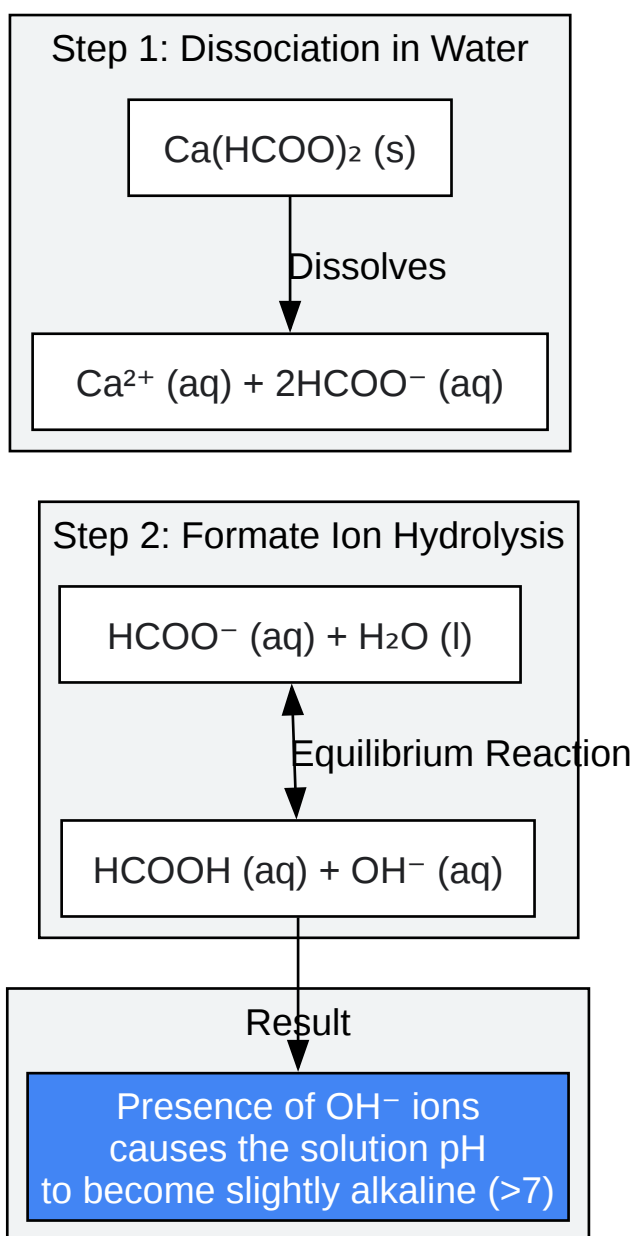 Step 1: Dissociation in Water
Ca(HCOO)₂ (s)
Dissolves
Ca²⁺ (aq) + 2HCOO⁻ (aq)
Step 2: Formate Ion Hydrolysis
HCOO⁻ (aq) + H₂O (l)
Equilibrium Reaction
HCOOH (aq) + OH⁻ (aq)
Result
Presence of OH⁻ ions
causes the solution pH
to become slightly alkaline (>7)